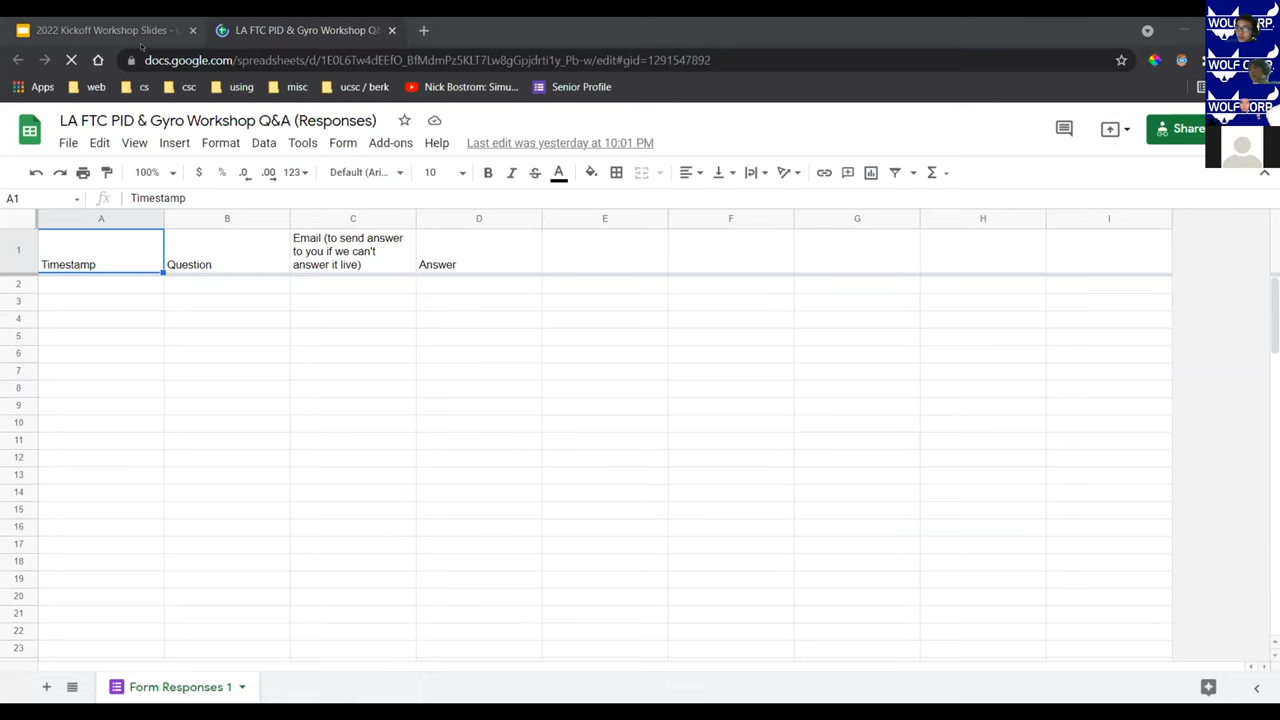 2022 Kickoff Workshop Slides -
LA FTC PID & Gyro Workshop Q&
docs.google.com/spreadsheets/d/1E0L6Tw4dEEfO_BfMdmPz5KLT7Lw8gGpjdrti1y_Pb-w/edit#gid=1291547892
Apps web cs csc using misc ucsc / berk Nick Bostrom: Simu... Senior Profile
LA FTC PID & Gyro Workshop Q&A (Responses)
File Edit View Insert Format Data Tools Form Add-ons Help Last edit was yesterday at 10:01 PM
Share
100% $ % .0 .00 123 Default (Ari... 10 B I S A
A1 fx Timestamp
A B C D E F G H I
1
Timestamp
Question
Email (to send answer
to you if we can't
answer it live)
Answer
2
3
4
5
6
7
8
9
10
11
12
13
14
15
16
17
18
19
20
21
22
23
Form Responses 1
WOLF CORP.
WOLF CORP.